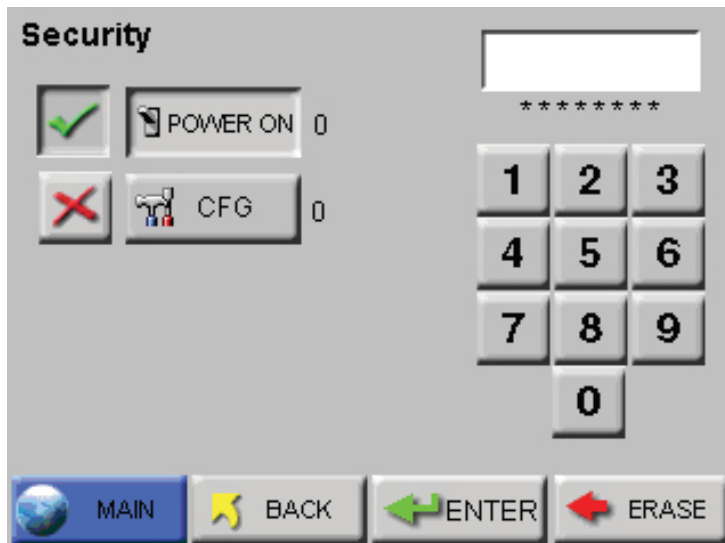 Security
********
POWER ON 0
CFG 0
1 2 3
4 5 6
7 8 9
0
MAIN BACK ENTER ERASE